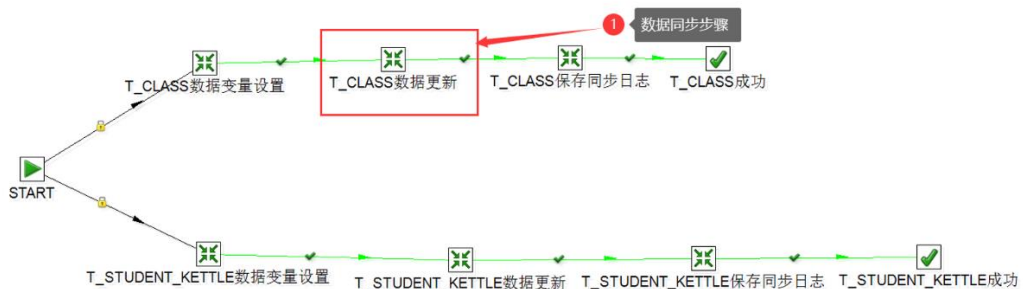 1 数据同步步骤
T_CLASS数据变量设置
T_CLASS数据更新
T_CLASS保存同步日志
T_CLASS成功
START
T_STUDENT_KETTLE数据变量设置
T_STUDENT_KETTLE数据更新
T_STUDENT_KETTLE保存同步日志
T_STUDENT_KETTLE成功